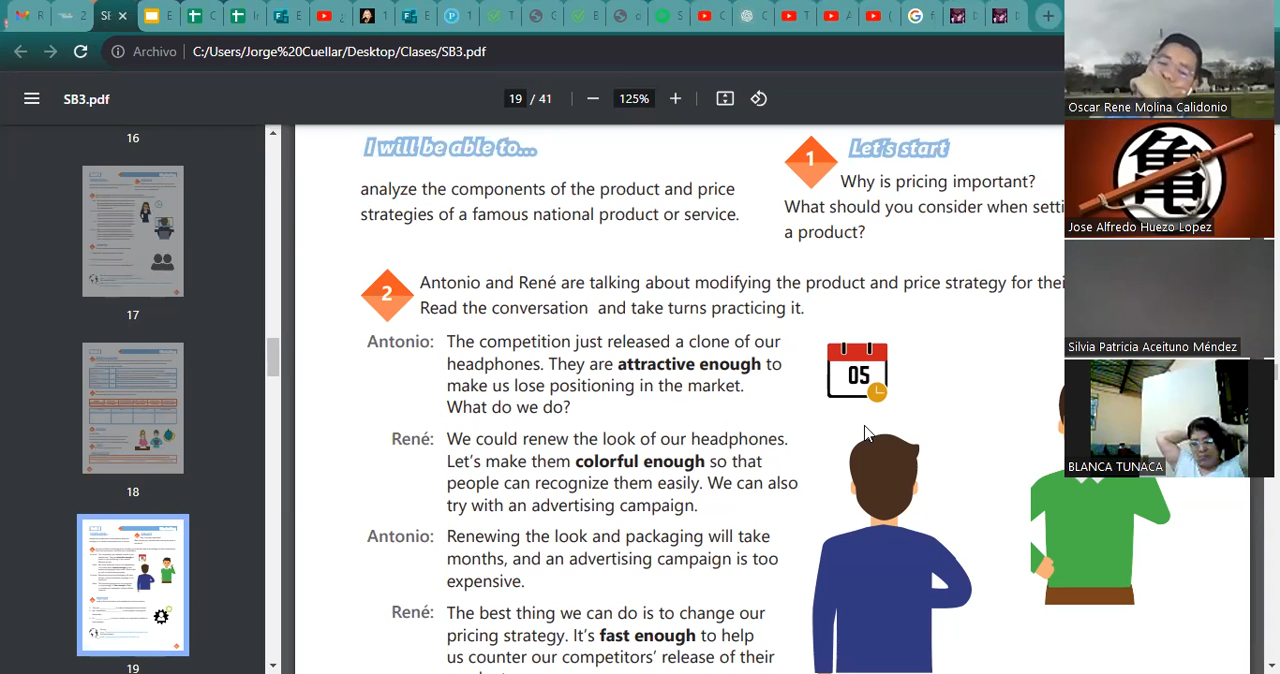 Archivo
C:/Users/Jorge%20Cuellar/Desktop/Clases/SB3.pdf
SB3.pdf
19 / 41
125%
16
17
18
19
I will be able to...
analyze the components of the product and price
strategies of a famous national product or service.
1
Let's start
Why is pricing important?
What should you consider when setti
a product?
2
Antonio and René are talking about modifying the product and price strategy for thei
Read the conversation and take turns practicing it.
Antonio: The competition just released a clone of our
headphones. They are attractive enough to
make us lose positioning in the market.
What do we do?
René: We could renew the look of our headphones.
Let's make them colorful enough so that
people can recognize them easily. We can also
try with an advertising campaign.
Antonio: Renewing the look and packaging will take
months, and an advertising campaign is too
expensive.
René: The best thing we can do is to change our
pricing strategy. It's fast enough to help
us counter our competitors' release of their
05
Oscar Rene Molina Calidonio
亀
Jose Alfredo Huezo Lopez
Silvia Patricia Aceituno Méndez
BLANCA TUNACA